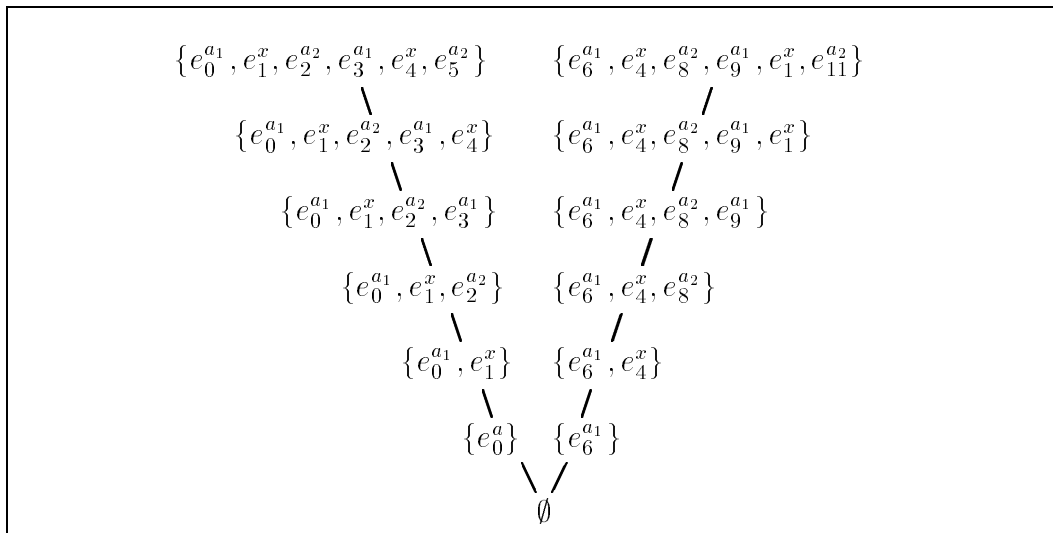 {e_0^{a_1}, e_1^x, e_2^{a_2}, e_3^{a_1}, e_4^x, e_5^{a_2}} {e_6^{a_1}, e_4^x, e_8^{a_2}, e_9^{a_1}, e_1^x, e_{11}^{a_2}}
{e_0^{a_1}, e_1^x, e_2^{a_2}, e_3^{a_1}, e_4^x} {e_6^{a_1}, e_4^x, e_8^{a_2}, e_9^{a_1}, e_1^x}
{e_0^{a_1}, e_1^x, e_2^{a_2}, e_3^{a_1}} {e_6^{a_1}, e_4^x, e_8^{a_2}, e_9^{a_1}}
{e_0^{a_1}, e_1^x, e_2^{a_2}} {e_6^{a_1}, e_4^x, e_8^{a_2}}
{e_0^{a_1}, e_1^x} {e_6^{a_1}, e_4^x}
{e_0^a} {e_6^{a_1}}
∅